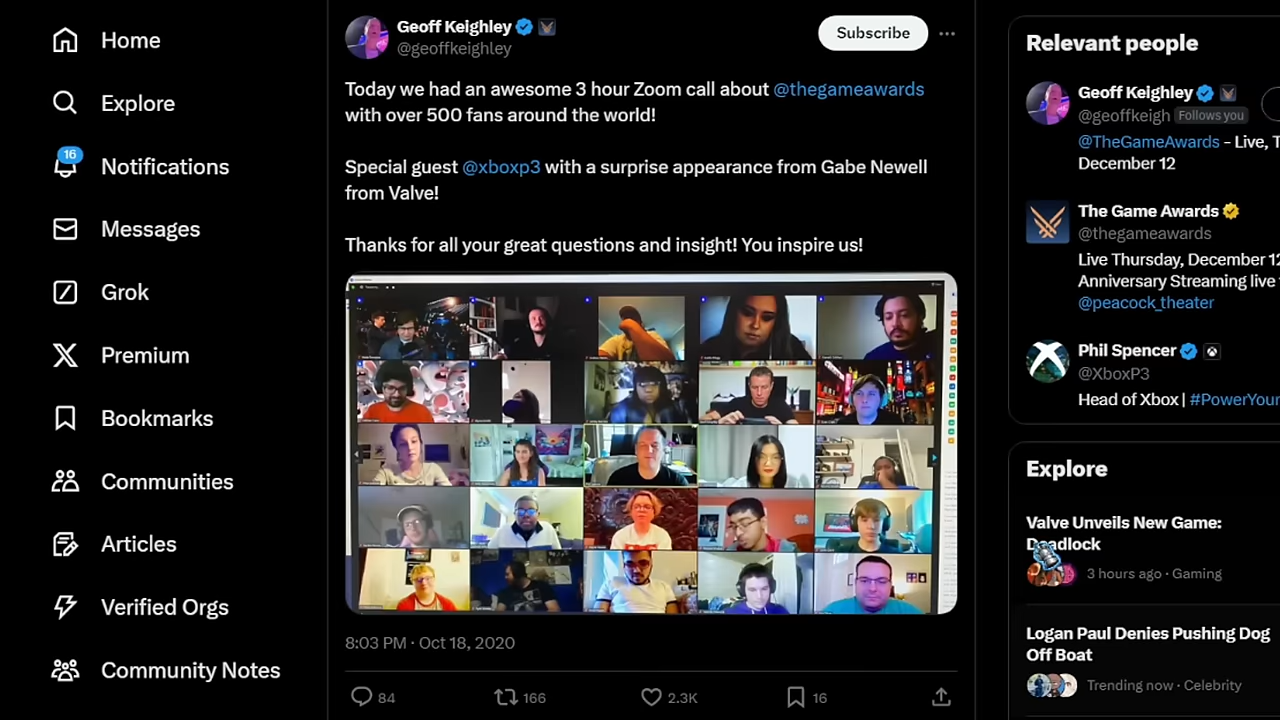 Home
Explore
16
Notifications
Messages
Grok
Premium
Bookmarks
Communities
Articles
Verified Orgs
Community Notes
Geoff Keighley
@geoffkeighley
Subscribe
Today we had an awesome 3 hour Zoom call about @thegameawards
with over 500 fans around the world!
Special guest @xboxp3 with a surprise appearance from Gabe Newell
from Valve!
Thanks for all your great questions and insight! You inspire us!
8:03 PM · Oct 18, 2020
84
166
2.3K
16
Relevant people
Geoff Keighley
@geoffkeigh Follows you
@TheGameAwards – Live, T
December 12
The Game Awards
@thegameawards
Live Thursday, December 12
Anniversary Streaming live
@peacock_theater
Phil Spencer
@XboxP3
Head of Xbox | #PowerYour
Explore
Valve Unveils New Game:
Deadlock
3 hours ago · Gaming
Logan Paul Denies Pushing Dog
Off Boat
Trending now · Celebrity